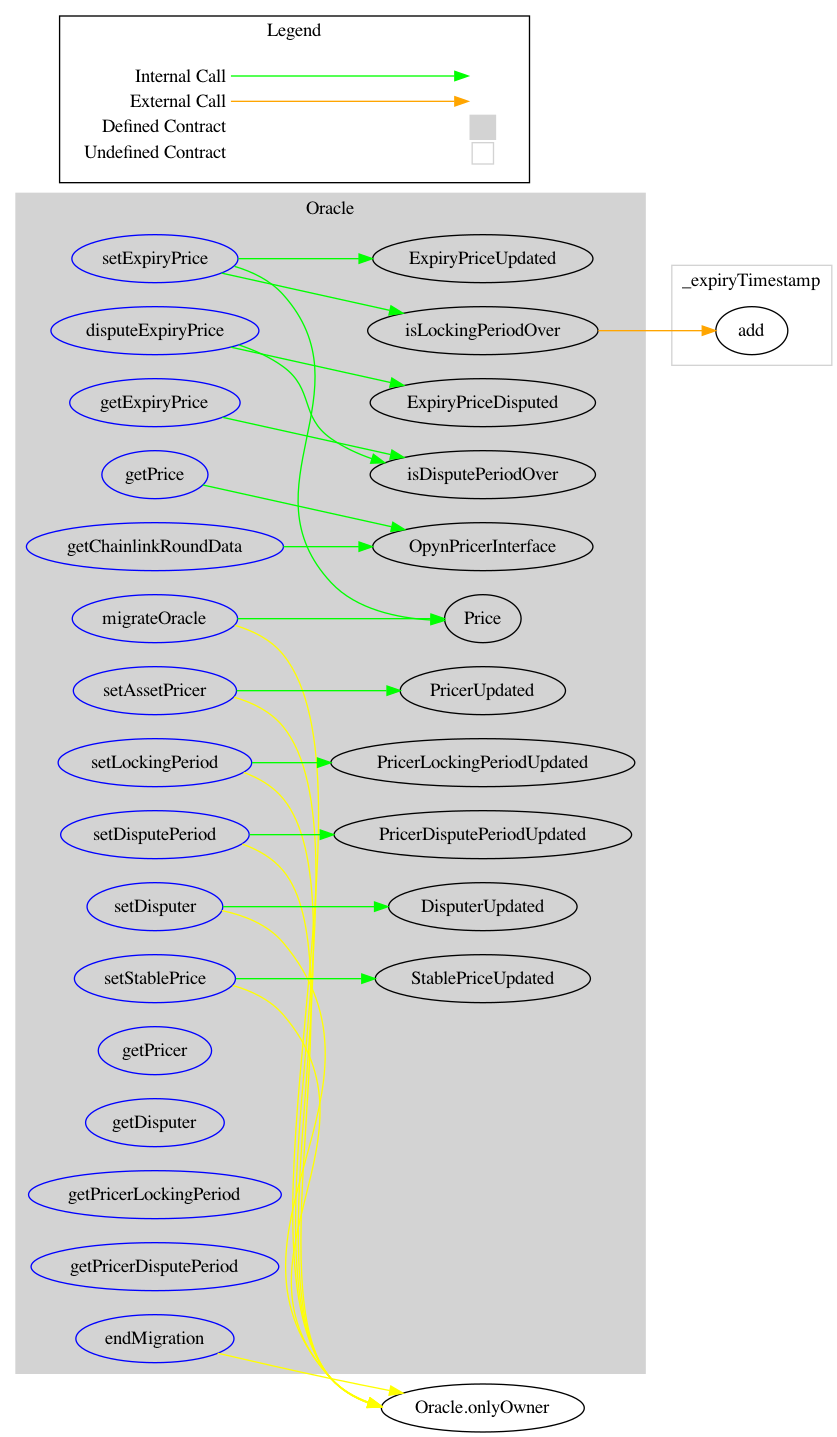 Legend
Internal Call
External Call
Defined Contract
Undefined Contract
Oracle
setExpiryPrice
ExpiryPriceUpdated
_expiryTimestamp
disputeExpiryPrice
isLockingPeriodOver
add
getExpiryPrice
ExpiryPriceDisputed
getPrice
isDisputePeriodOver
getChainlinkRoundData
OpynPricerInterface
migrateOracle
Price
setAssetPricer
PricerUpdated
setLockingPeriod
PricerLockingPeriodUpdated
setDisputePeriod
PricerDisputePeriodUpdated
setDisputer
DisputerUpdated
setStablePrice
StablePriceUpdated
getPricer
getDisputer
getPricerLockingPeriod
getPricerDisputePeriod
endMigration
Oracle.onlyOwner